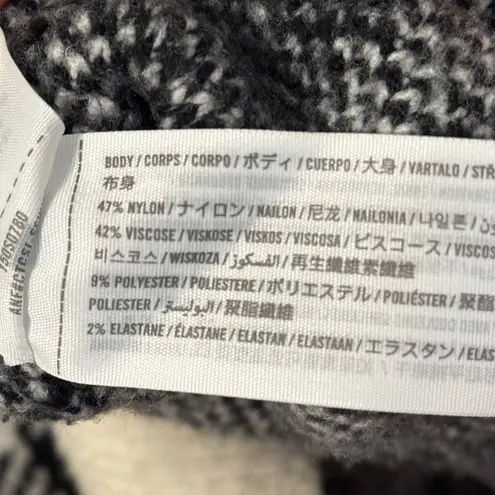 BODY / CORPS / CORPO / ボディ / CUERPO / 大身 / VARTALO / STR
布身
47% NYLON / ナイロン / NAILON / 尼龙 / NAILONIA / 나일론 /
42% VISCOSE / VISKOSE / VISKOS / VISCOSA / ビスコース / VISCOS
비스코스 / WISKOZA / الفسكوز / 再生纖維素纖維
9% POLYESTER / POLIESTERE / ポリエステル / POLIÉSTER / 聚酯
POLIESTER / البوليستر / 聚脂纖維
2% ELASTANE / ÉLASTANE / ELASTAN / ELASTAAN / エラスタン / ELAS